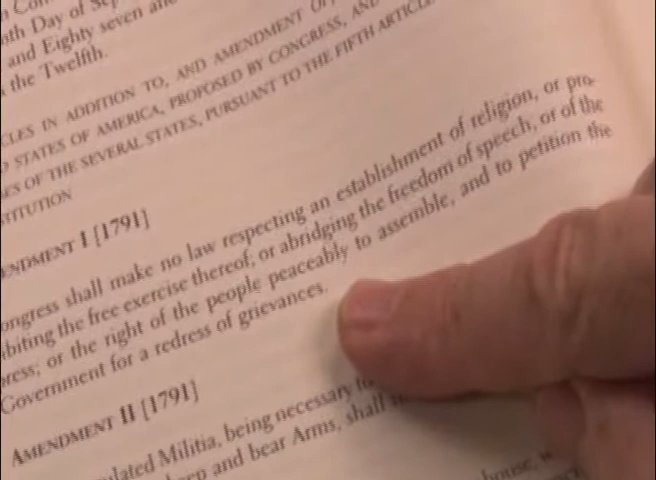 nth Day of Sep
and Eighty seven and
the Twelfth.
CLES IN ADDITION TO, AND AMENDMENT OF,
STATES OF AMERICA, PROPOSED BY CONGRESS, AND
ES OF THE SEVERAL STATES, PURSUANT TO THE FIFTH ARTICLE
STITUTION
ENDMENT I [1791]
ongress shall make no law respecting an establishment of religion, or pro-
ibiting the free exercise thereof; or abridging the freedom of speech, or of the
ress; or the right of the people peaceably to assemble, and to petition the
Government for a redress of grievances.
AMENDMENT II [1791]
ulated Militia, being necessary to
ep and bear Arms, shall
house, w